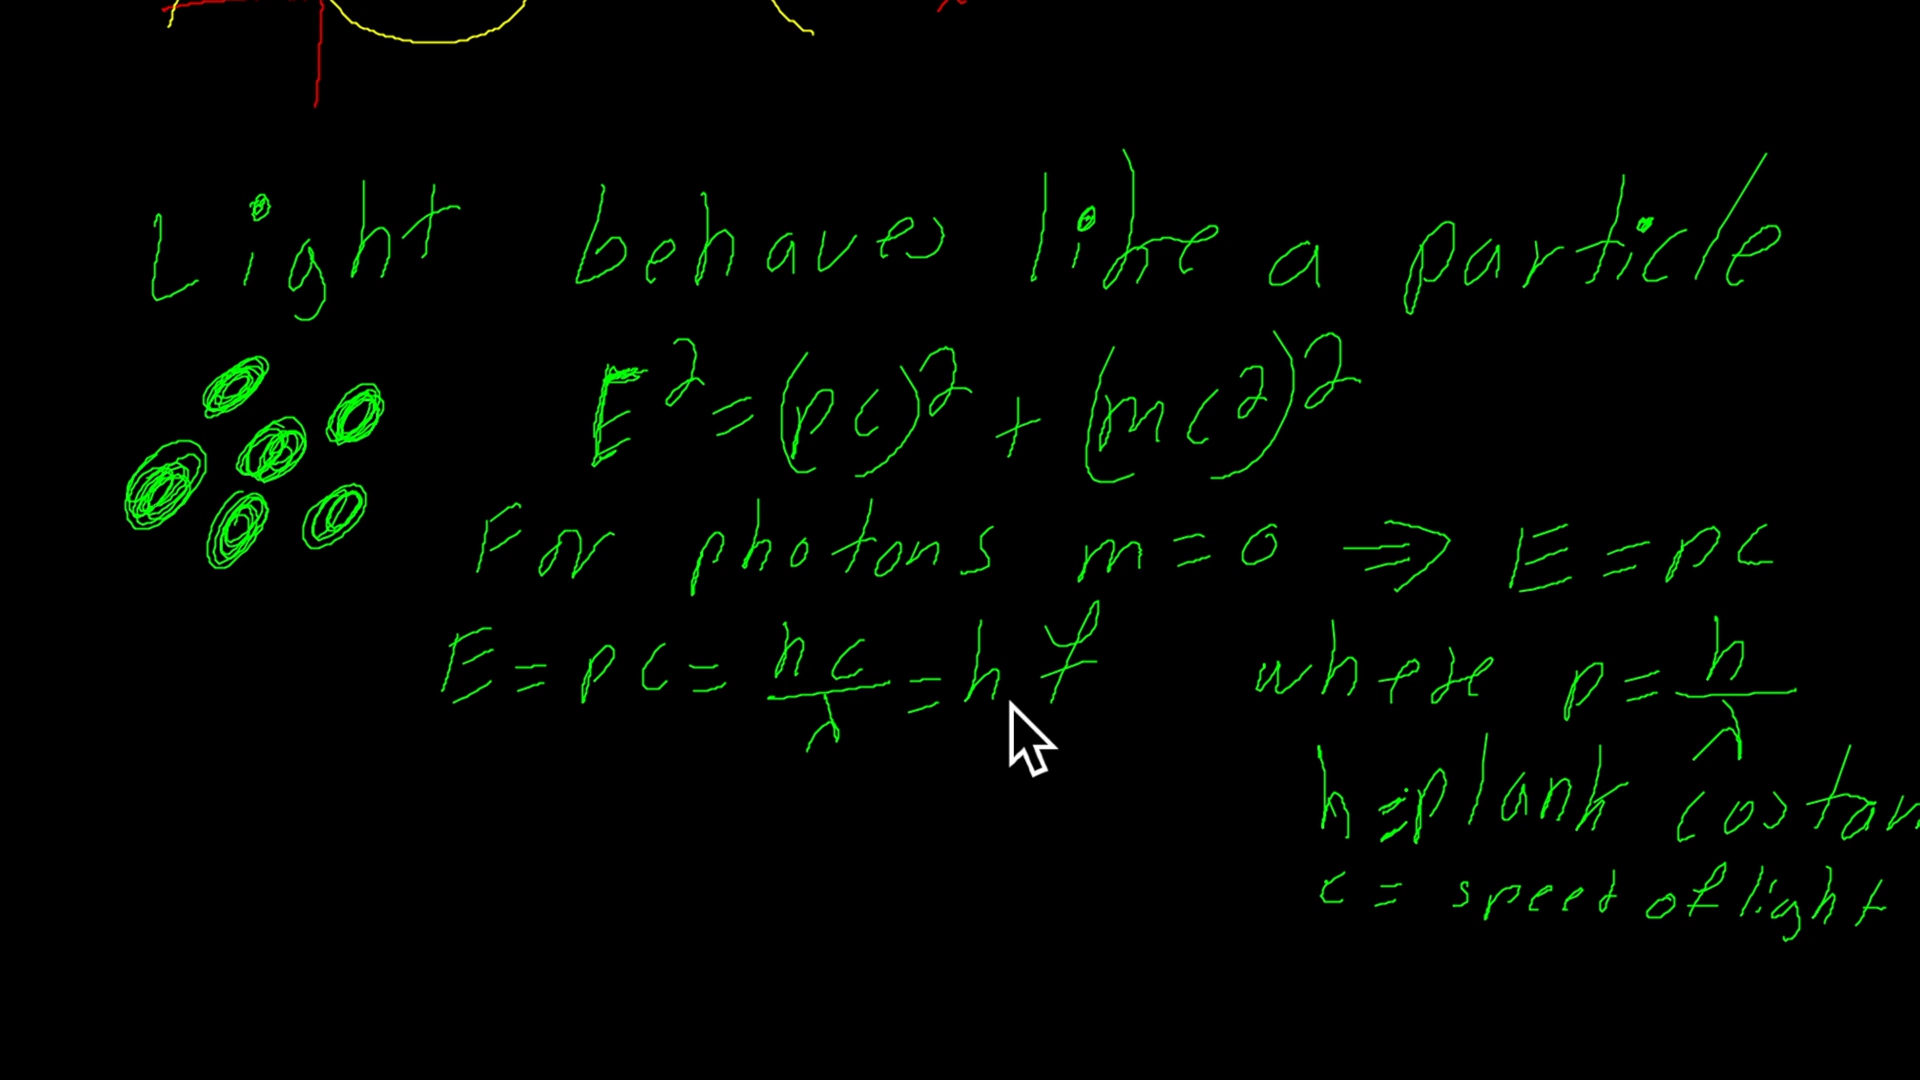 Light behaves like a particle
E² = (pc)² + (mc²)²
For photons m = 0 ⇒ E = pc
E = pc = hc/λ = hf where p = h/λ
h = plank costan
c = speed of light